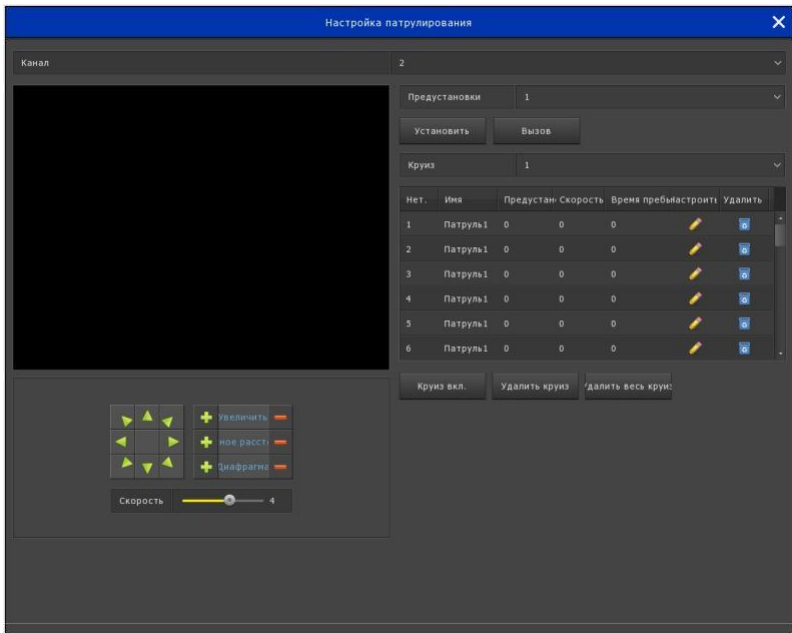 Настройка патрулирования
Канал 2
Предустановки 1
Установить Вызов
Круиз 1
Нет. Имя Предустан Скорость Время пребы астроить Удалить
1 Патруль1 0 0 0
2 Патруль1 0 0 0
3 Патруль1 0 0 0
4 Патруль1 0 0 0
5 Патруль1 0 0 0
6 Патруль1 0 0 0
Круиз вкл. Удалить круиз далить весь круиз
Увеличить
ное расст
Диафрагма
Скорость 4